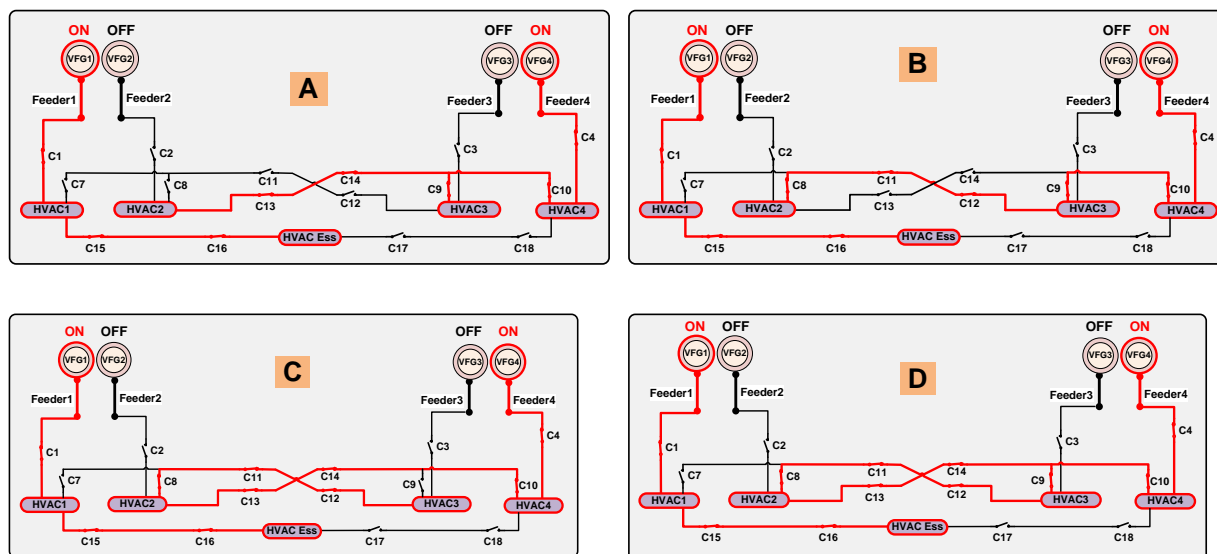 ON OFF OFF ON
VFG1 VFG2 A VFG3 VFG4
Feeder1 Feeder2 Feeder3 Feeder4
C1 C2 C3 C4
C7 C8 C11 C14 C9 C10
C13 C12
HVAC1 HVAC2 HVAC3 HVAC4
C15 C16 HVAC Ess C17 C18
ON OFF OFF ON
VFG1 VFG2 B VFG3 VFG4
Feeder1 Feeder2 Feeder3 Feeder4
C1 C2 C3 C4
C7 C8 C11 C14 C9 C10
C13 C12
HVAC1 HVAC2 HVAC3 HVAC4
C15 C16 HVAC Ess C17 C18
ON OFF OFF ON
VFG1 VFG2 C VFG3 VFG4
Feeder1 Feeder2 Feeder3 Feeder4
C1 C2 C3 C4
C7 C8 C11 C14 C9 C10
C13 C12
HVAC1 HVAC2 HVAC3 HVAC4
C15 C16 HVAC Ess C17 C18
ON OFF OFF ON
VFG1 VFG2 D VFG3 VFG4
Feeder1 Feeder2 Feeder3 Feeder4
C1 C2 C3 C4
C7 C8 C11 C14 C9 C10
C13 C12
HVAC1 HVAC2 HVAC3 HVAC4
C15 C16 HVAC Ess C17 C18